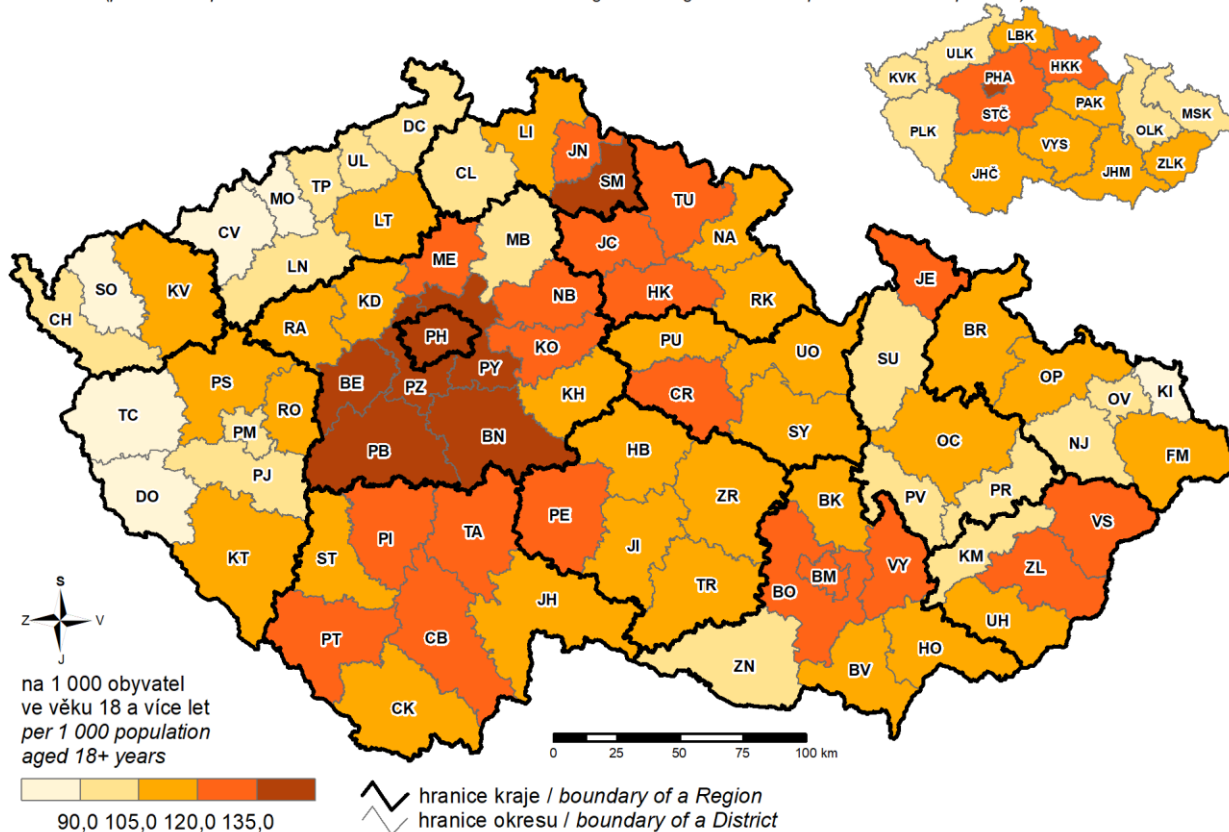 LBK
ULK
HKK
KVK
PHA
STČ
PAK
MSK
OLK
PLK
VYS
ZLK
JHČ
JHM
DC
LI
JN
UL
CL
SM
TP
MO
TU
LT
CV
MB
JC
NA
ME
LN
JE
SO
KV
NB
HK
KD
RK
CH
RA
BR
PH
KO
PU
UO
SU
OP
PY
BE
PZ
PS
KH
CR
RO
OV
KI
TC
PM
SY
OC
NJ
PB
BN
HB
FM
PJ
DO
ZR
BK
PV
PR
PE
VS
PI
TA
ST
JI
KT
KM
ZL
VY
BM
BO
TR
JH
PT
CB
UH
HO
ZN
BV
CK
S
Z V
J
na 1 000 obyvatel
ve věku 18 a více let
per 1 000 population
aged 18+ years
90,0 105,0 120,0 135,0
0 25 50 75 100 km
hranice kraje / boundary of a Region
hranice okresu / boundary of a District